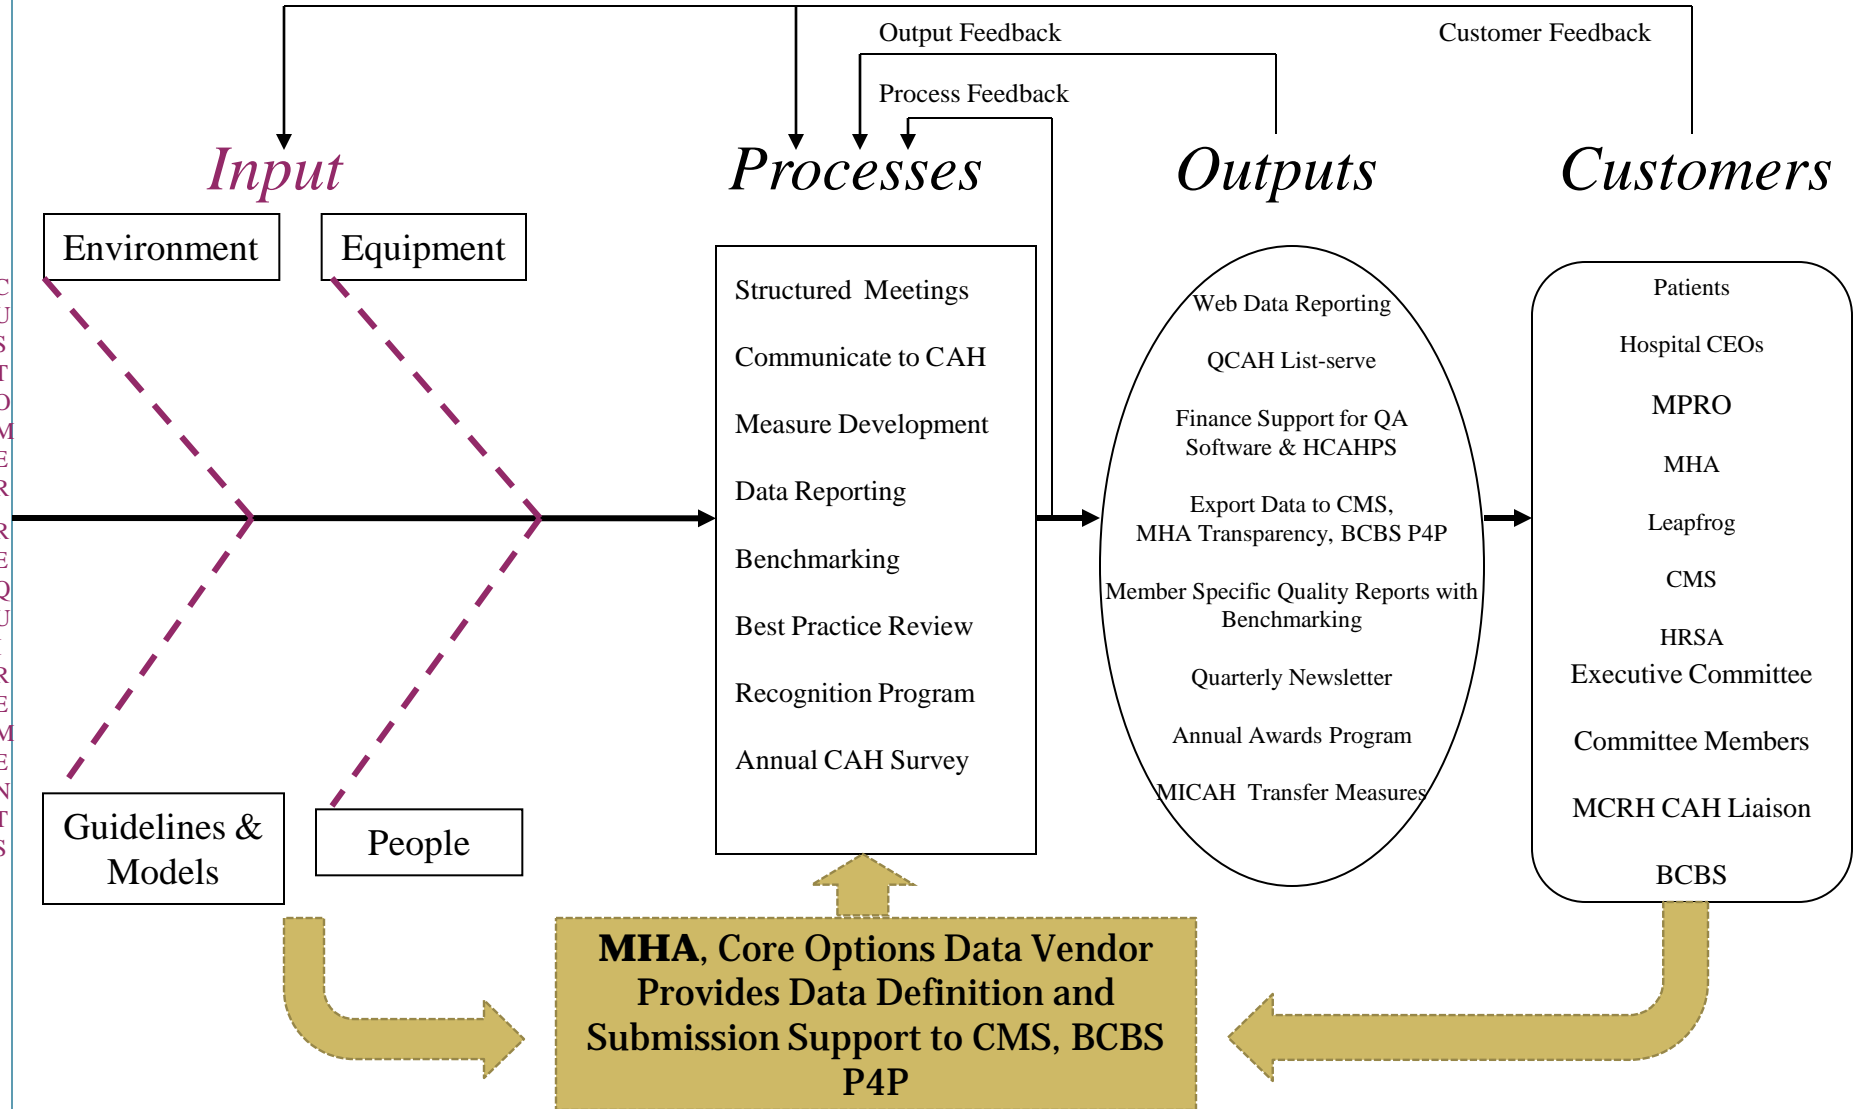 Output Feedback
Customer Feedback
Process Feedback
Input
Processes
Outputs
Customers
Environment
Equipment
CUSTOMER REQUIREMENTS
Guidelines &
Models
People
Structured Meetings
Communicate to CAH
Measure Development
Data Reporting
Benchmarking
Best Practice Review
Recognition Program
Annual CAH Survey
Web Data Reporting
QCAH List-serve
Finance Support for QA
Software & HCAHPS
Export Data to CMS,
MHA Transparency, BCBS P4P
Member Specific Quality Reports with
Benchmarking
Quarterly Newsletter
Annual Awards Program
MICAH Transfer Measures
Patients
Hospital CEOs
MPRO
MHA
Leapfrog
CMS
HRSA
Executive Committee
Committee Members
MCRH CAH Liaison
BCBS
MHA, Core Options Data Vendor
Provides Data Definition and
Submission Support to CMS, BCBS
P4P